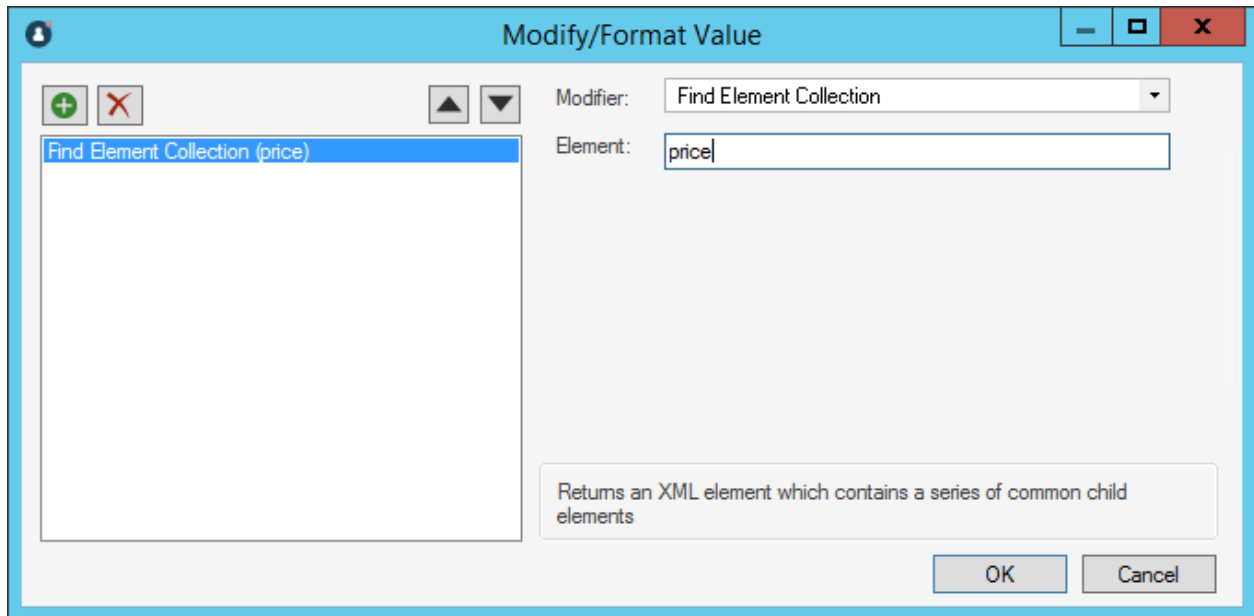 Modify/Format Value
Modifier:
Find Element Collection
Find Element Collection (price)
Element:
price
Returns an XML element which contains a series of common child
elements
OK
Cancel